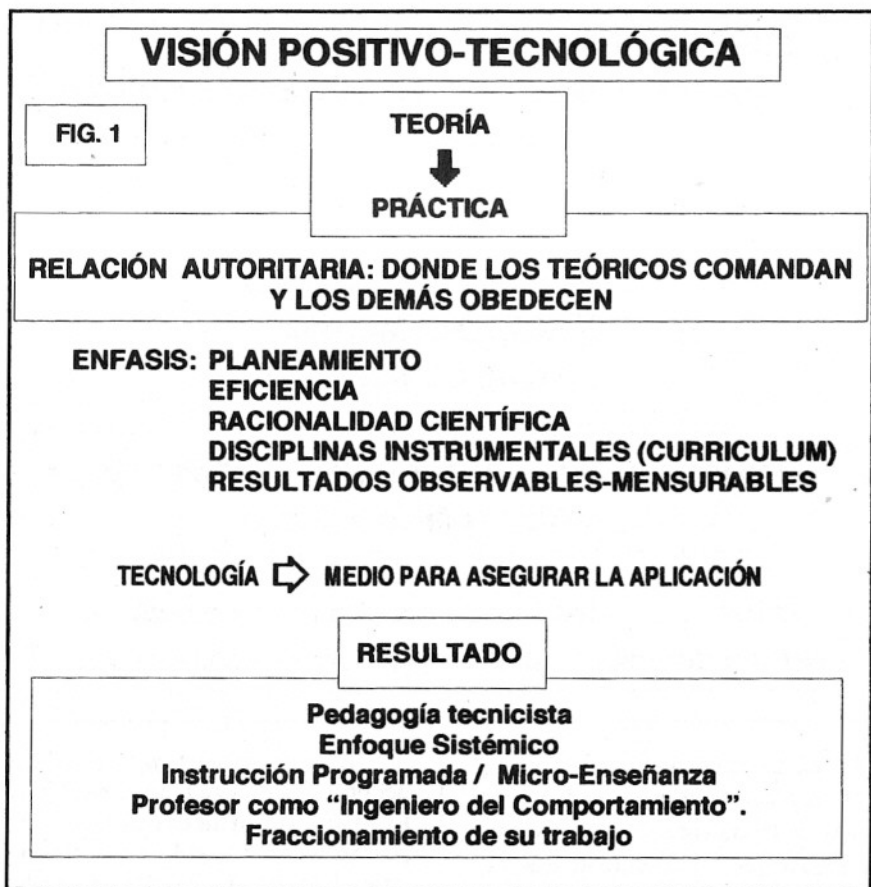 VISIÓN POSITIVO-TECNOLÓGICA
FIG. 1
TEORÍA
PRÁCTICA
RELACIÓN AUTORITARIA: DONDE LOS TEÓRICOS COMANDAN
Y LOS DEMÁS OBEDECEN
ENFASIS: PLANEAMIENTO
EFICIENCIA
RACIONALIDAD CIENTÍFICA
DISCIPLINAS INSTRUMENTALES (CURRICULUM)
RESULTADOS OBSERVABLES-MENSURABLES
TECNOLOGÍA MEDIO PARA ASEGURAR LA APLICACIÓN
RESULTADO
Pedagogía tecnicista
Enfoque Sistémico
Instrucción Programada / Micro-Enseñanza
Profesor como “Ingeniero del Comportamiento”.
Fraccionamiento de su trabajo